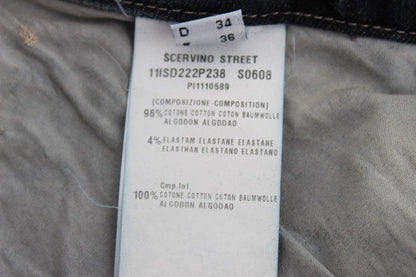 D 34
36
SCERVINO STREET
11ISD222P238 S0608
PI1110589
(COMPOSIZIONE-COMPOSITION)
96% COTONE COTTON COTON BAUMWOLLE
ALGODON ALGODAO
4% ELASTAM ELASTANE ELASTANE
ELASTHAN ELASTANO ELASTANO
Cmp.Int
100% COTONE COTTON COTON BAUMWOLLE
ALGODON ALGODAO